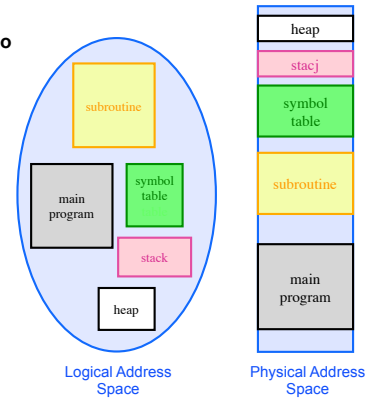 o
subroutine
main
program
symbol
table
stack
heap
Logical Address
Space
heap
stacj
symbol
table
subroutine
main
program
Physical Address
Space